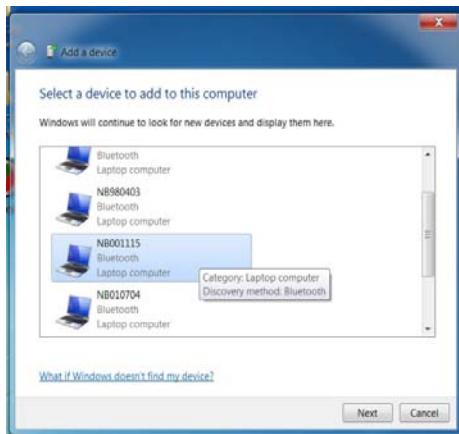 Add a device
Select a device to add to this computer
Windows will continue to look for new devices and display them here.
Bluetooth
Laptop computer
NB980403
Bluetooth
Laptop computer
NB001115
Bluetooth
Laptop computer
Category: Laptop computer
Discovery method: Bluetooth
NB010704
Bluetooth
Laptop computer
What if Windows doesn't find my device?
Next
Cancel